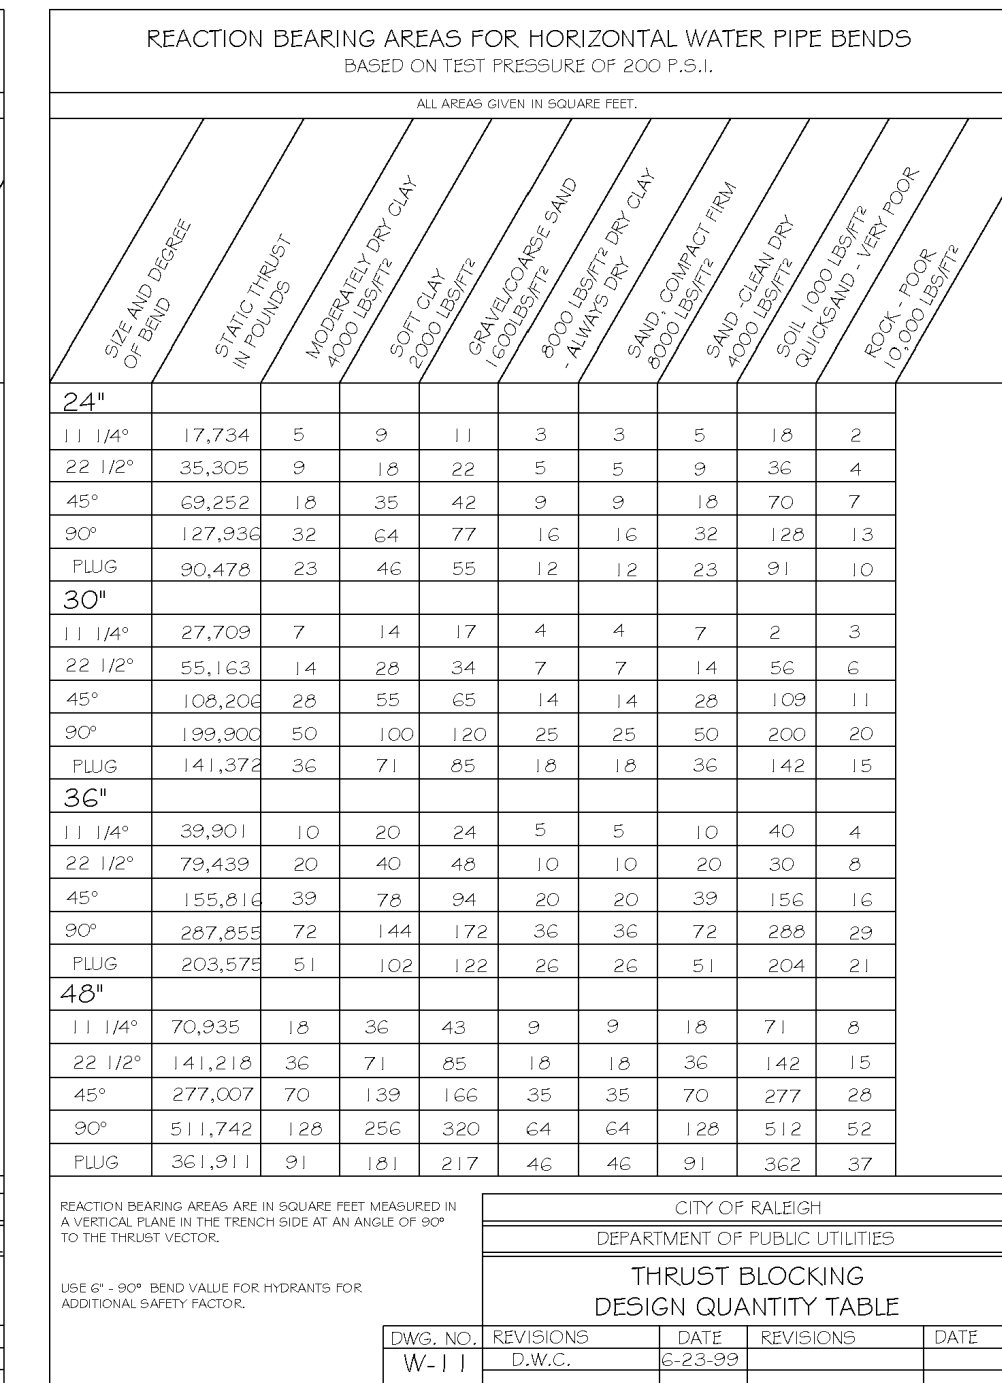 REACTION BEARING AREAS FOR HORIZONTAL WATER PIPE BENDS
BASED ON TEST PRESSURE OF 200 P.S.I.
ALL AREAS GIVEN IN SQUARE FEET.
SIZE AND DEGREE
OF BEND
STATIC THRUST
IN POUNDS
MODERATELY DRY CLAY
4000 LBS/FT2
SOFT CLAY
2000 LBS/FT2
GRAVEL/COARSE SAND
1600LBS/FT2
8000 LBS/FT2 DRY CLAY
- ALWAYS DRY
SAND, COMPACT FIRM
8000 LBS/FT2
SAND -CLEAN DRY
4000 LBS/FT2
SOIL 1000 LBS/FT2
QUICKSAND - VERY POOR
ROCK - POOR
10,000 LBS/FT2
24"
11 1/4° 17,734 5 9 11 3 3 5 18 2
22 1/2° 35,305 9 18 22 5 5 9 36 4
45° 69,252 18 35 42 9 9 18 70 7
90° 127,936 32 64 77 16 16 32 128 13
PLUG 90,478 23 46 55 12 12 23 91 10
30"
11 1/4° 27,709 7 14 17 4 4 7 2 3
22 1/2° 55,163 14 28 34 7 7 14 56 6
45° 108,206 28 55 65 14 14 28 109 11
90° 199,900 50 100 120 25 25 50 200 20
PLUG 141,372 36 71 85 18 18 36 142 15
36"
11 1/4° 39,901 10 20 24 5 5 10 40 4
22 1/2° 79,439 20 40 48 10 10 20 30 8
45° 155,816 39 78 94 20 20 39 156 16
90° 287,855 72 144 172 36 36 72 288 29
PLUG 203,575 51 102 122 26 26 51 204 21
48"
11 1/4° 70,935 18 36 43 9 9 18 71 8
22 1/2° 141,218 36 71 85 18 18 36 142 15
45° 277,007 70 139 166 35 35 70 277 28
90° 511,742 128 256 320 64 64 128 512 52
PLUG 361,911 91 181 217 46 46 91 362 37
REACTION BEARING AREAS ARE IN SQUARE FEET MEASURED IN
A VERTICAL PLANE IN THE TRENCH SIDE AT AN ANGLE OF 90°
TO THE THRUST VECTOR.
USE 6" - 90° BEND VALUE FOR HYDRANTS FOR
ADDITIONAL SAFETY FACTOR.
CITY OF RALEIGH
DEPARTMENT OF PUBLIC UTILITIES
THRUST BLOCKING
DESIGN QUANTITY TABLE
DWG. NO. REVISIONS DATE REVISIONS DATE
W-11 D.W.C. 6-23-99